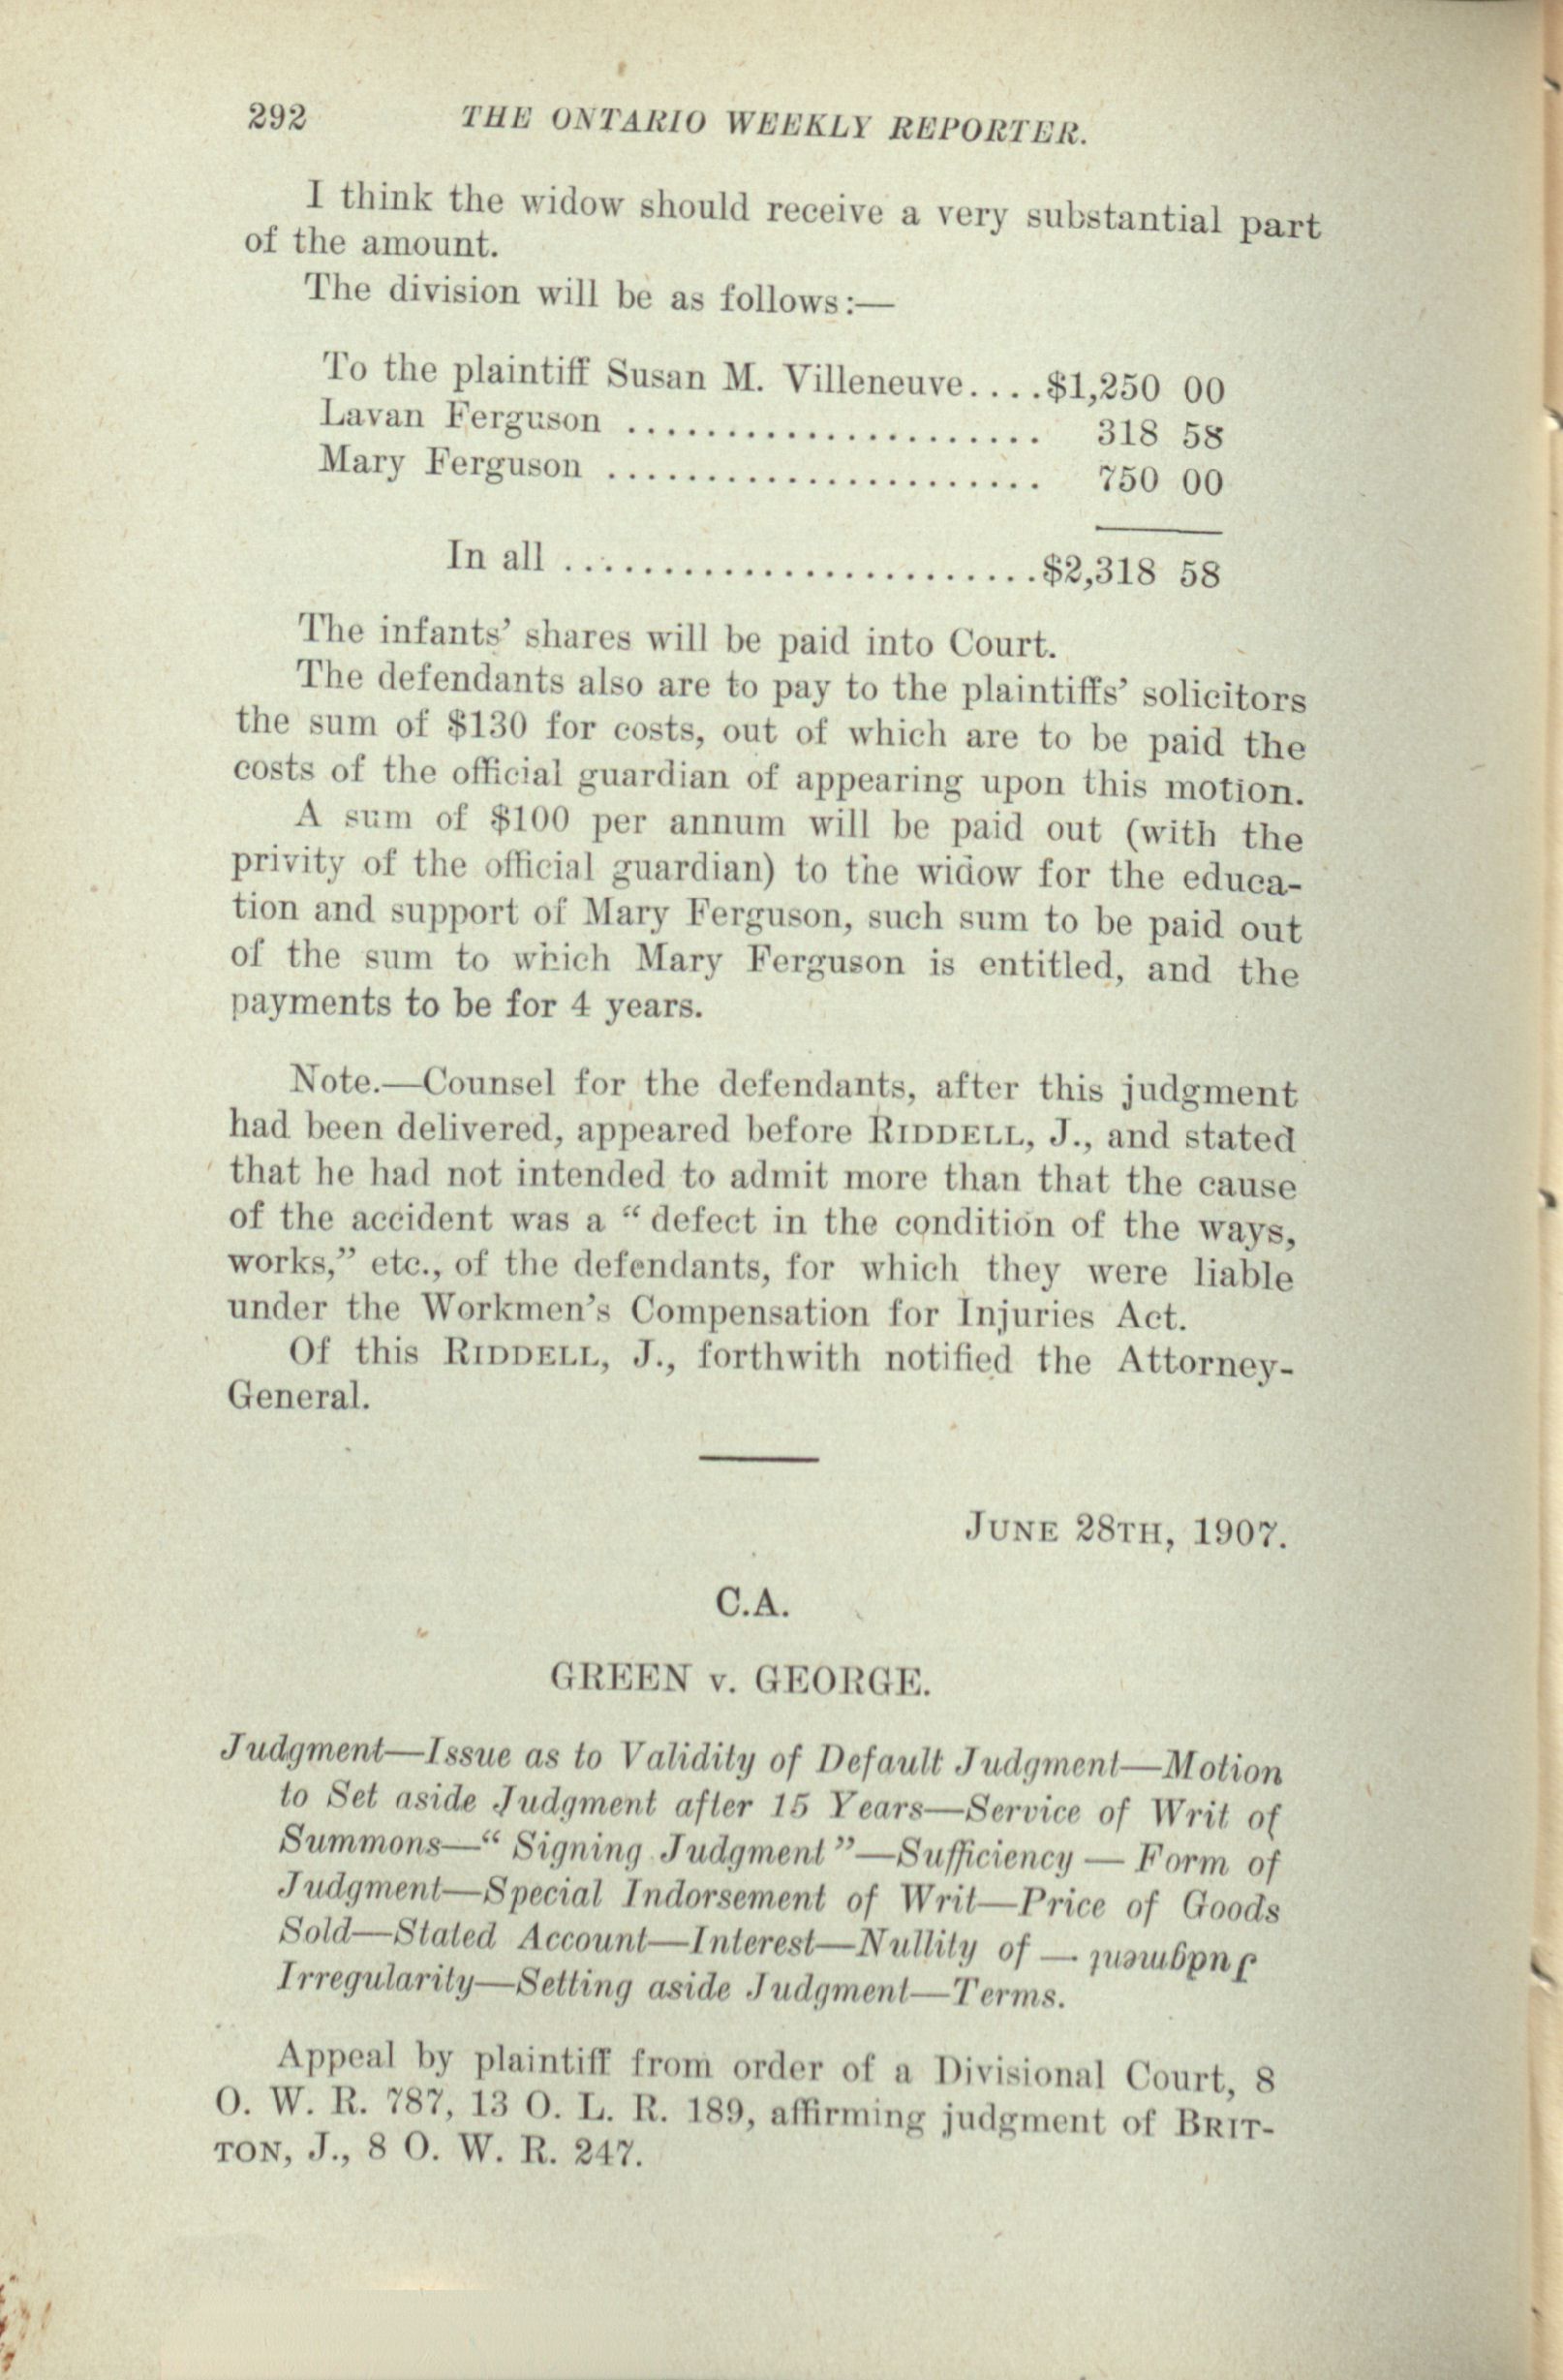 292 THE ONTARIO WEEKLY REPORTER.
I think the widow should receive a very substantial part
of the amount.
The division will be as follows:—
To the plaintiff Susan M. Villeneuve....$1,250 00
Lavan Ferguson ..................... 318 58
Mary Ferguson ...................... 750 00
In all ........................$2,318 58
The infants' shares will be paid into Court.
The defendants also are to pay to the plaintiffs' solicitors
the sum of $130 for costs, out of which are to be paid the
costs of the official guardian of appearing upon this motion.
A sum of $100 per annum will be paid out (with the
privity of the official guardian) to the widow for the educa-
tion and support of Mary Ferguson, such sum to be paid out
of the sum to which Mary Ferguson is entitled, and the
payments to be for 4 years.
Note.—Counsel for the defendants, after this judgment
had been delivered, appeared before RIDDELL, J., and stated
that he had not intended to admit more than that the cause
of the accident was a “ defect in the condition of the ways,
works,” etc., of the defendants, for which they were liable
under the Workmen's Compensation for Injuries Act.
Of this RIDDELL, J., forthwith notified the Attorney-
General.
JUNE 28TH, 1907.
C.A.
GREEN v. GEORGE.
Judgment—Issue as to Validity of Default Judgment—Motion
to Set aside Judgment after 15 Years—Service of Writ of
Summons—“ Signing Judgment ”—Sufficiency — Form of
Judgment—Special Indorsement of Writ—Price of Goods
Sold—Stated Account—Interest—Nullity of — Judgment
Irregularity—Setting aside Judgment—Terms.
Appeal by plaintiff from order of a Divisional Court, 8
O. W. R. 787, 13 O. L. R. 189, affirming judgment of BRIT-
TON, J., 8 O. W. R. 247.